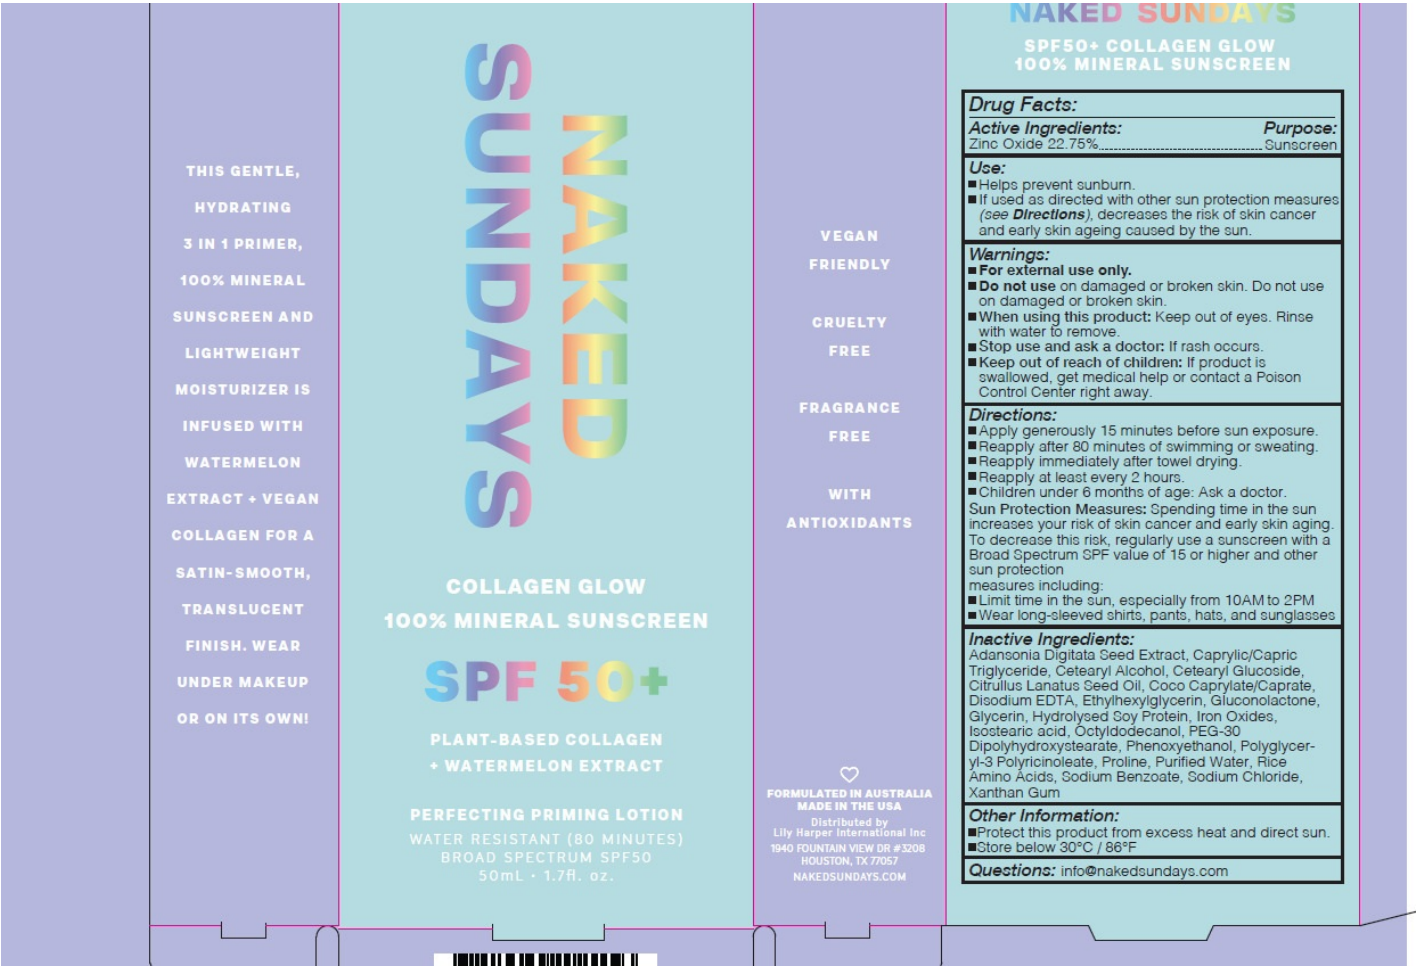 THIS GENTLE,
HYDRATING
3 IN 1 PRIMER,
100% MINERAL
SUNSCREEN AND
LIGHTWEIGHT
MOISTURIZER IS
INFUSED WITH
WATERMELON
EXTRACT + VEGAN
COLLAGEN FOR A
SATIN-SMOOTH,
TRANSLUCENT
FINISH. WEAR
UNDER MAKEUP
OR ON ITS OWN!
NAKED
SUNDAYS
COLLAGEN GLOW
100% MINERAL SUNSCREEN
SPF 50+
PLANT-BASED COLLAGEN
+ WATERMELON EXTRACT
PERFECTING PRIMING LOTION
WATER RESISTANT (80 MINUTES)
BROAD SPECTRUM SPF50
50mL • 1.7fl. oz.
VEGAN
FRIENDLY
CRUELTY
FREE
FRAGRANCE
FREE
WITH
ANTIOXIDANTS
FORMULATED IN AUSTRALIA
MADE IN THE USA
Distributed by
Lily Harper International Inc
1940 FOUNTAIN VIEW DR #3208
HOUSTON, TX 77057
NAKEDSUNDAYS.COM
NAKED SUNDAYS
SPF50+ COLLAGEN GLOW
100% MINERAL SUNSCREEN
Drug Facts:
Active Ingredients: Purpose:
Zinc Oxide 22.75%........................Sunscreen
Use:
■ Helps prevent sunburn.
■ If used as directed with other sun protection measures
(see Directions), decreases the risk of skin cancer
and early skin ageing caused by the sun.
Warnings:
■ For external use only.
■ Do not use on damaged or broken skin. Do not use
on damaged or broken skin.
■ When using this product: Keep out of eyes. Rinse
with water to remove.
■ Stop use and ask a doctor: If rash occurs.
■ Keep out of reach of children: If product is
swallowed, get medical help or contact a Poison
Control Center right away.
Directions:
■ Apply generously 15 minutes before sun exposure.
■ Reapply after 80 minutes of swimming or sweating.
■ Reapply immediately after towel drying.
■ Reapply at least every 2 hours.
■ Children under 6 months of age: Ask a doctor.
Sun Protection Measures: Spending time in the sun
increases your risk of skin cancer and early skin aging.
To decrease this risk, regularly use a sunscreen with a
Broad Spectrum SPF value of 15 or higher and other
sun protection
measures including:
■ Limit time in the sun, especially from 10AM to 2PM
■ Wear long-sleeved shirts, pants, hats, and sunglasses
Inactive Ingredients:
Adansonia Digitata Seed Extract, Caprylic/Capric
Triglyceride, Cetearyl Alcohol, Cetearyl Glucoside,
Citrullus Lanatus Seed Oil, Coco Caprylate/Caprate,
Disodium EDTA, Ethylhexylglycerin, Gluconolactone,
Glycerin, Hydrolysed Soy Protein, Iron Oxides,
Isostearic acid, Octyldodecanol, PEG-30
Dipolyhydroxystearate, Phenoxyethanol, Polyglycer-
yl-3 Polyricinoleate, Proline, Purified Water, Rice
Amino Acids, Sodium Benzoate, Sodium Chloride,
Xanthan Gum
Other Information:
■ Protect this product from excess heat and direct sun.
■ Store below 30°C / 86°F
Questions: info@nakedsundays.com